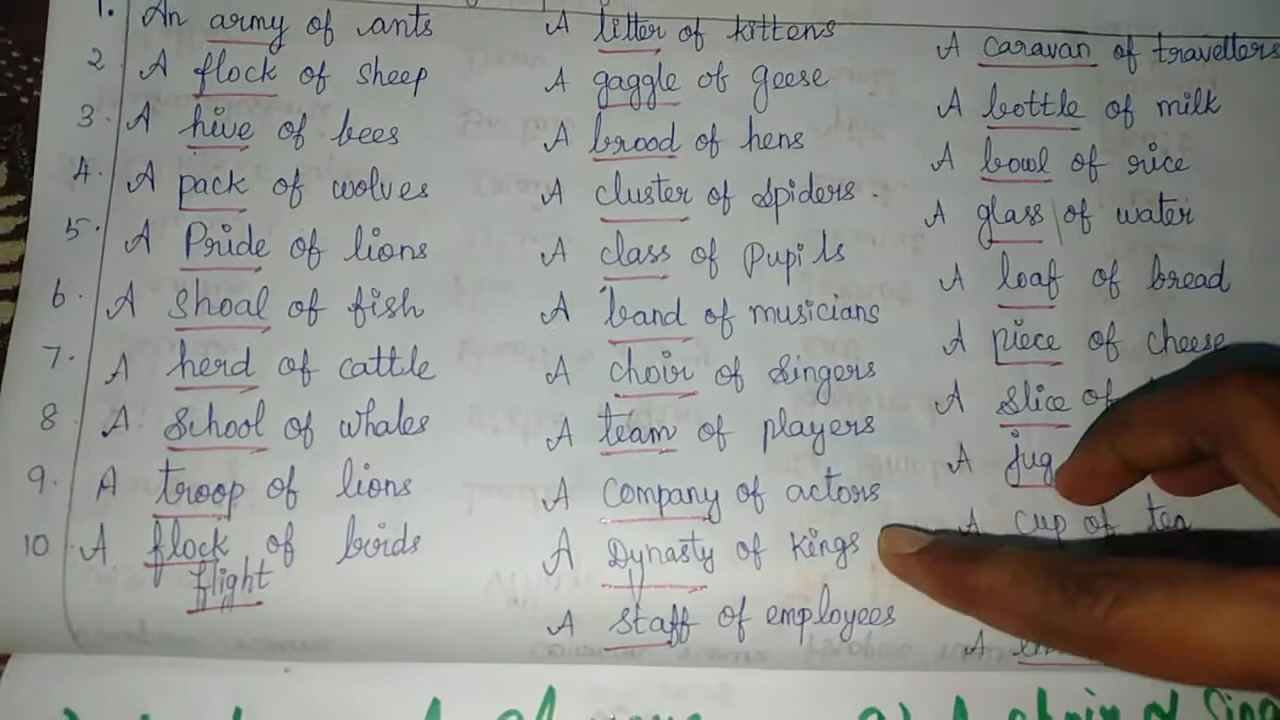 1. An army of ants
2 A flock of sheep
3. A hive of bees
4. A pack of wolves
5. A Pride of lions
6. A shoal of fish
7. A herd of cattle
8 A School of whales
9. A troop of lions
10 A flock of birds
flight
A litter of kittens
A gaggle of geese
A brood of hens
A cluster of spiders.
A class of Pupils
A band of musicians
A choir of singers
A team of players
A Company of actors
A Dynasty of kings
A staff of employees
A caravan of travellers
A bottle of milk
A bowl of rice
A glass of water
A loaf of bread
A piece of cheese
A slice of
A jug
A cup of tea
A